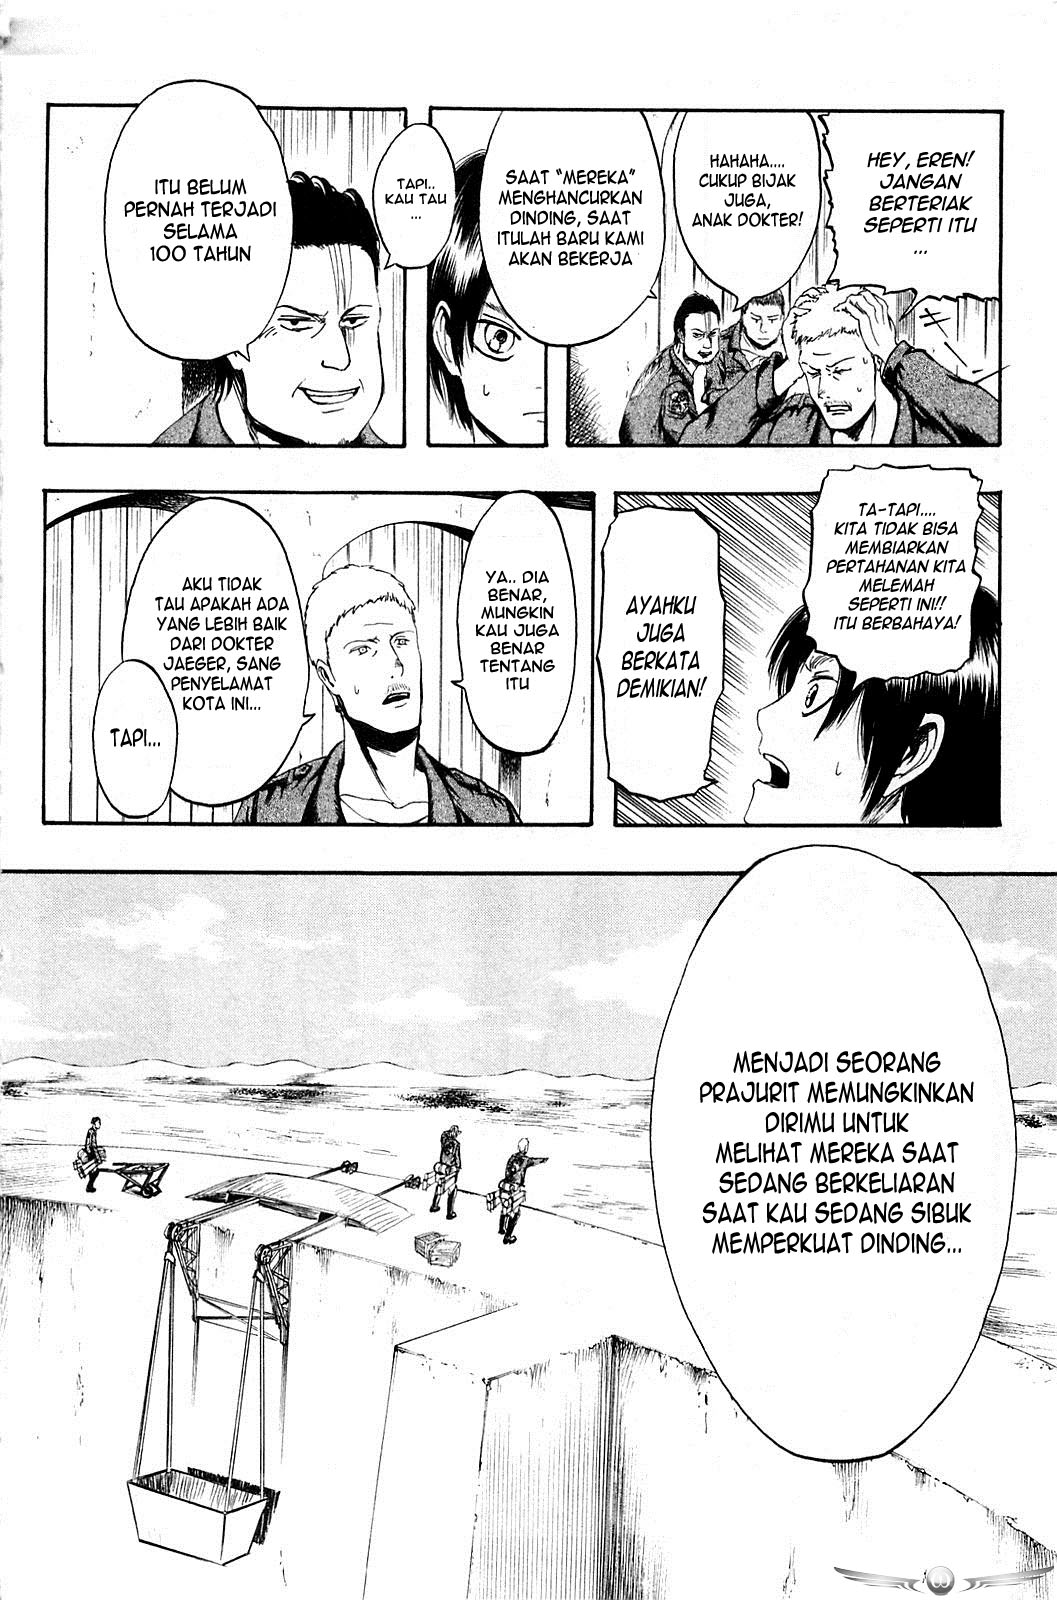 HEY, EREN!
JANGAN
BERTERIAK
SEPERTI ITU
...
HAHAHA....
CUKUP BIJAK
JUGA,
ANAK DOKTER!
SAAT "MEREKA"
MENGHANCURKAN
DINDING, SAAT
ITULAH BARU KAMI
AKAN BEKERJA
TAPI..
KAU TAU
...
ITU BELUM
PERNAH TERJADI
SELAMA
100 TAHUN
TA-TAPI....
KITA TIDAK BISA
MEMBIARKAN
PERTAHANAN KITA
MELEMAH
SEPERTI INI!!
ITU BERBAHAYA!
AYAHKU
JUGA
BERKATA
DEMIKIAN!
YA.. DIA
BENAR,
MUNGKIN
KAU JUGA
BENAR
TENTANG
ITU
AKU TIDAK
TAU APAKAH ADA
YANG LEBIH BAIK
DARI DOKTER
JAEGER, SANG
PENYELAMAT
KOTA INI...
TAPI...
MENJADI SEORANG
PRAJURIT MEMUNGKINKAN
DIRIMU UNTUK
MELIHAT MEREKA SAAT
SEDANG BERKELIARAN
SAAT KAU SEDANG SIBUK
MEMPERKUAT DINDING...